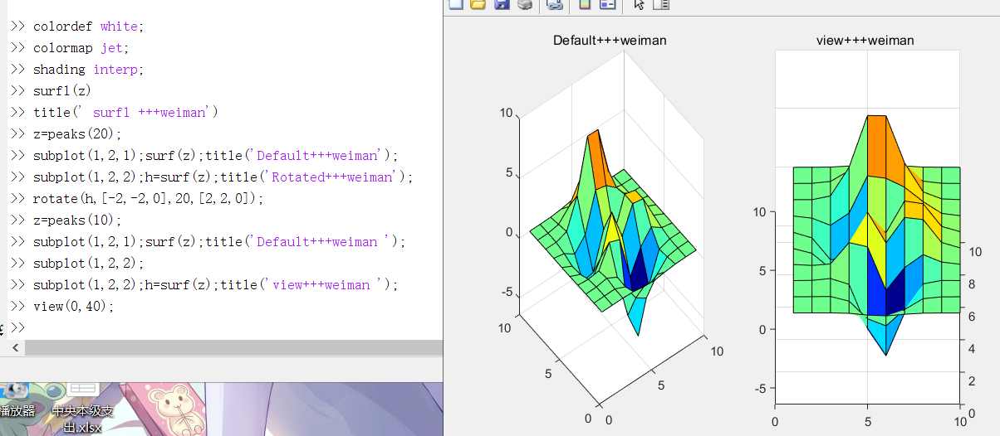 >> colordef white;
>> colormap jet;
>> shading interp;
>> surfl(z)
>> title(' surfl +++weiman')
>> z=peaks(20);
>> subplot(1,2,1);surf(z);title('Default+++weiman');
>> subplot(1,2,2);h=surf(z);title('Rotated+++weiman');
>> rotate(h,[-2,-2,0],20,[2,2,0]);
>> z=peaks(10);
>> subplot(1,2,1);surf(z);title('Default+++weiman ');
>> subplot(1,2,2);
>> subplot(1,2,2);h=surf(z);title('view+++weiman ');
>> view(0,40);
>>
播放器
中央本级支
出.xlsx
Default+++weiman
10
5
0
-5
10
5
0
0
5
10
view+++weiman
10
5
0
-5
0
5
10
10
8
6
4
2
0